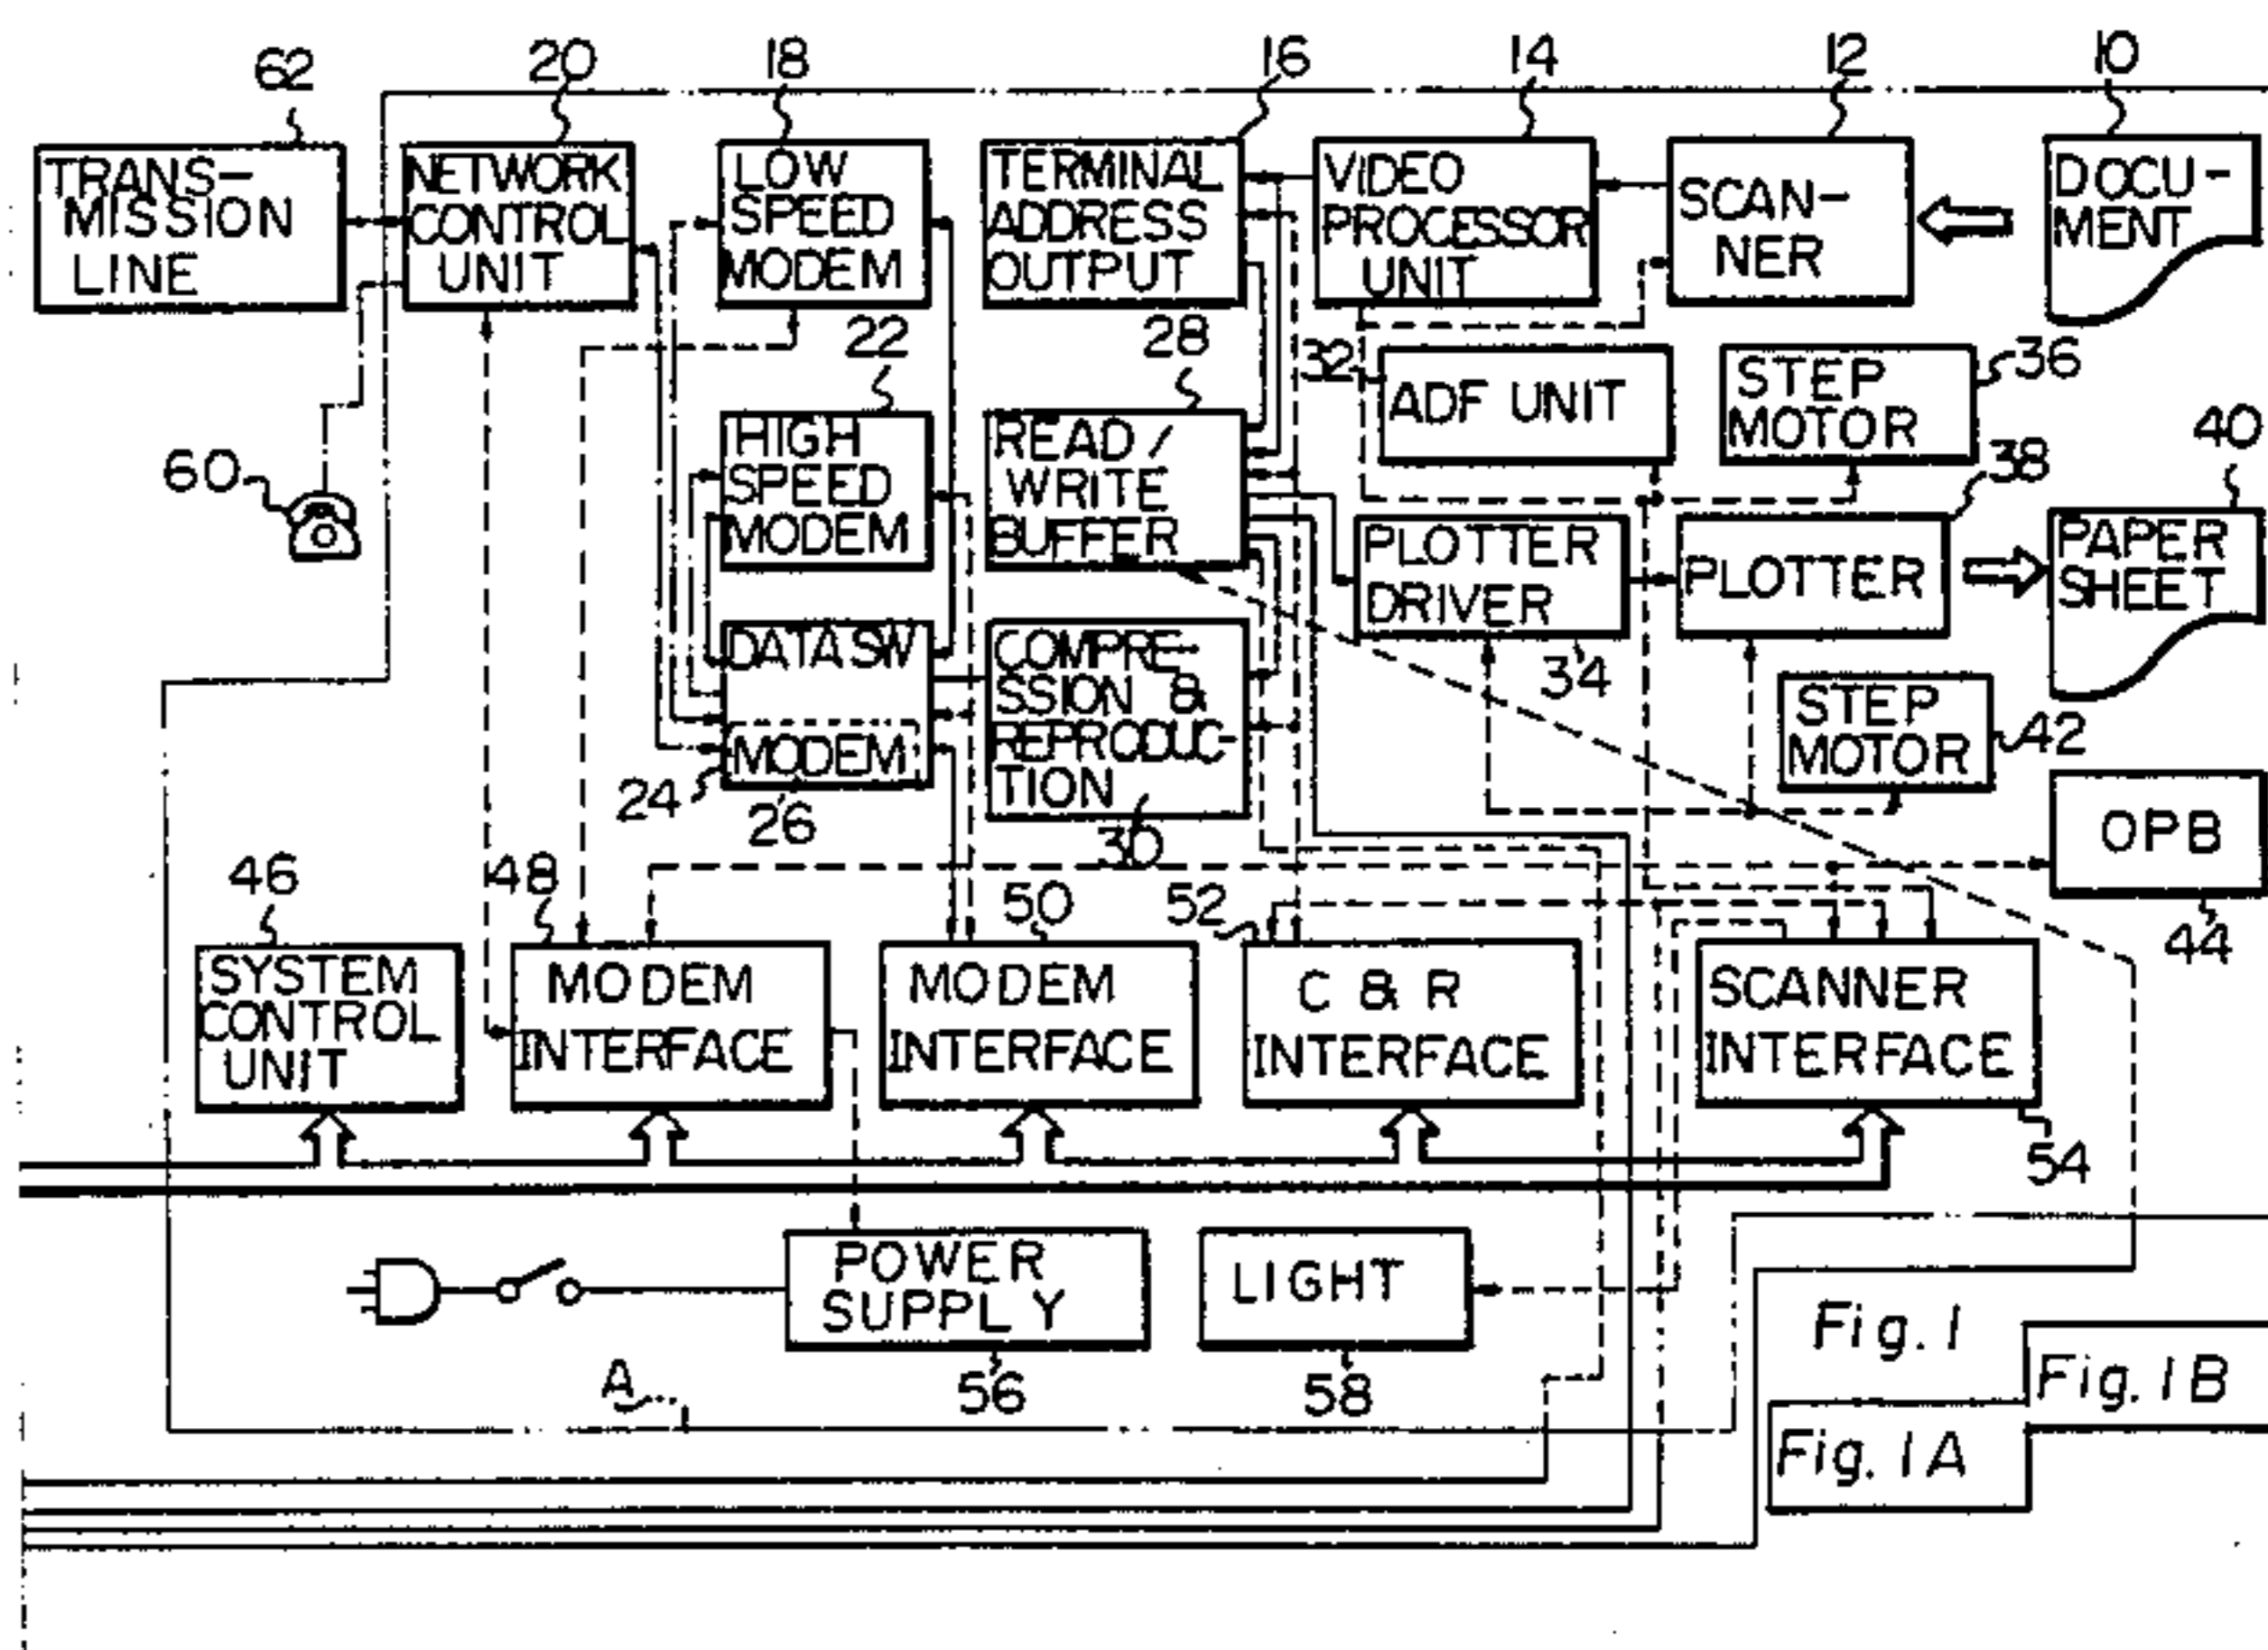 62
20
18
16
14
12
10
TRANS-
MISSION
LINE
NETWORK
CONTROL
UNIT
LOW
SPEED
MODEM
TERMINAL
ADDRESS
OUTPUT
VIDEO
PROCESSOR
UNIT
SCAN-
NER
DOCU-
MENT
22
28
32
ADF UNIT
STEP
MOTOR
36
60
HIGH
SPEED
MODEM
READ /
WRITE
BUFFER
38
40
PLOTTER
DRIVER
34
PLOTTER
PAPER
SHEET
DATA SW
MODEM
24
26
COMPRE-
SSION &
REPRODUC-
TION
30
STEP
MOTOR
42
OPB
44
46
48
50
52
SYSTEM
CONTROL
UNIT
MODEM
INTERFACE
MODEM
INTERFACE
C & R
INTERFACE
SCANNER
INTERFACE
54
POWER
SUPPLY
56
LIGHT
58
A
Fig. 1
Fig. 1B
Fig. 1A